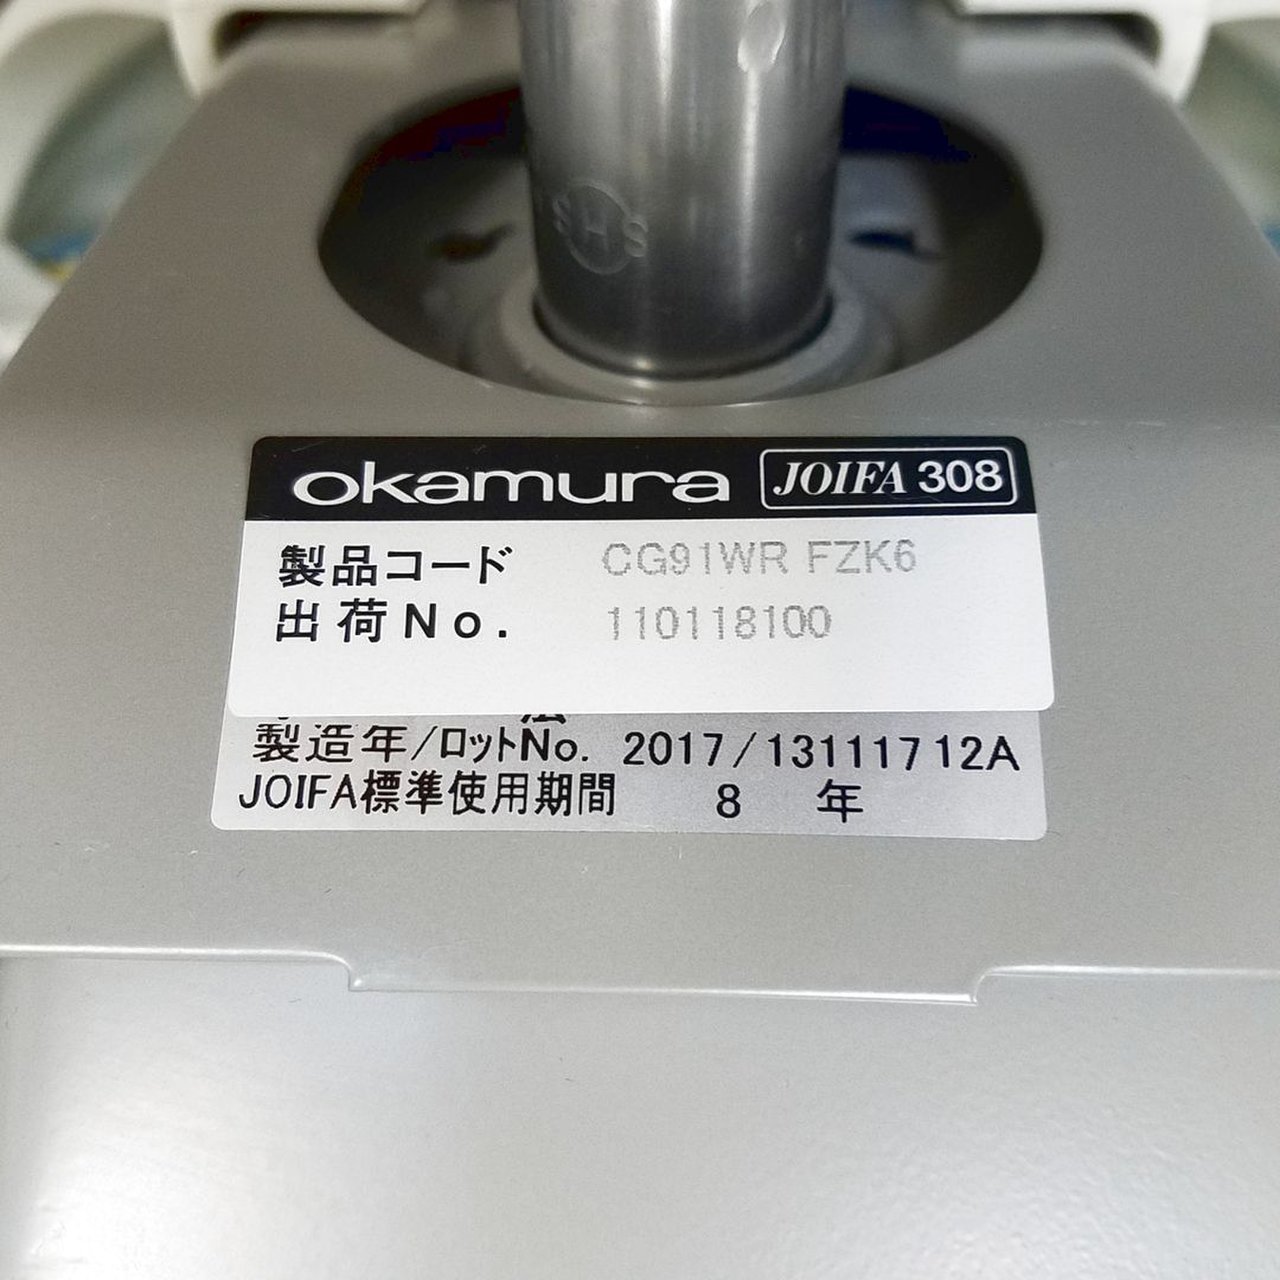 SHS
okamura JOIFA 308
製品コード CG91WR FZK6
出荷No. 110118100
製造年/ロットNo. 2017/13111712A
JOIFA標準使用期間 8 年